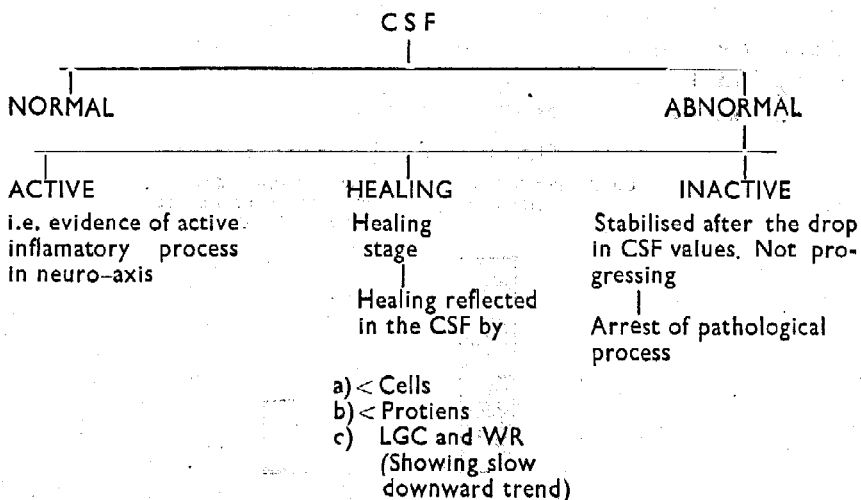 CSF
NORMAL ABNORMAL
ACTIVE HEALING INACTIVE
i.e. evidence of active
inflamatory process
in neuro-axis
Healing
stage
Healing reflected
in the CSF by
a) < Cells
b) < Protiens
c) LGC and WR
(Showing slow
downward trend)
Stabilised after the drop
in CSF values. Not pro-
gressing
Arrest of pathological
process